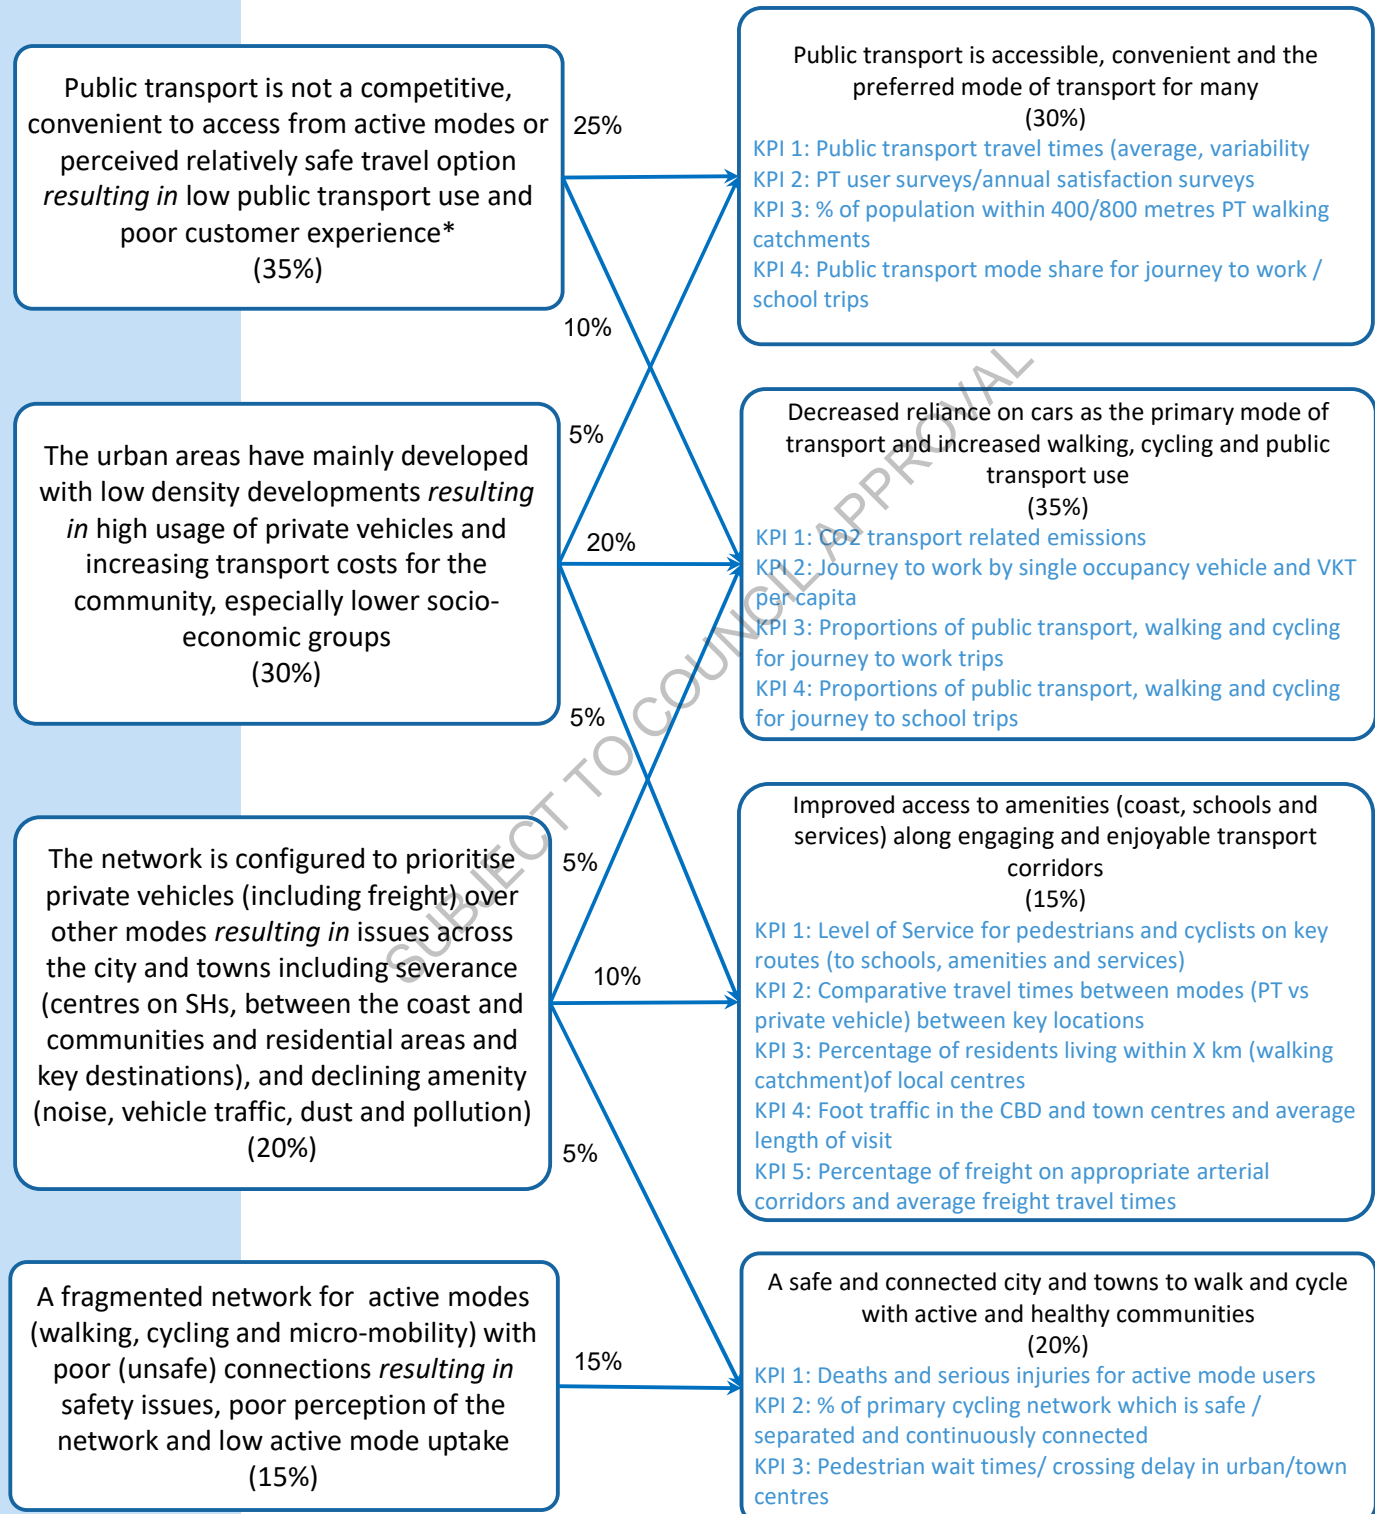 Public transport is not a competitive,
convenient to access from active modes or
perceived relatively safe travel option
resulting in low public transport use and
poor customer experience*
(35%)
25%
10%
Public transport is accessible, convenient and the
preferred mode of transport for many
(30%)
KPI 1: Public transport travel times (average, variability
KPI 2: PT user surveys/annual satisfaction surveys
KPI 3: % of population within 400/800 metres PT walking
catchments
KPI 4: Public transport mode share for journey to work /
school trips
The urban areas have mainly developed
with low density developments resulting
in high usage of private vehicles and
increasing transport costs for the
community, especially lower socio-
economic groups
(30%)
5%
20%
5%
Decreased reliance on cars as the primary mode of
transport and increased walking, cycling and public
transport use
(35%)
KPI 1: CO2 transport related emissions
KPI 2: Journey to work by single occupancy vehicle and VKT
per capita
KPI 3: Proportions of public transport, walking and cycling
for journey to work trips
KPI 4: Proportions of public transport, walking and cycling
for journey to school trips
SUBJECT TO COUNCIL APPROVAL
The network is configured to prioritise
private vehicles (including freight) over
other modes resulting in issues across
the city and towns including severance
(centres on SHs, between the coast and
communities and residential areas and
key destinations), and declining amenity
(noise, vehicle traffic, dust and pollution)
(20%)
5%
10%
5%
Improved access to amenities (coast, schools and
services) along engaging and enjoyable transport
corridors
(15%)
KPI 1: Level of Service for pedestrians and cyclists on key
routes (to schools, amenities and services)
KPI 2: Comparative travel times between modes (PT vs
private vehicle) between key locations
KPI 3: Percentage of residents living within X km (walking
catchment)of local centres
KPI 4: Foot traffic in the CBD and town centres and average
length of visit
KPI 5: Percentage of freight on appropriate arterial
corridors and average freight travel times
A fragmented network for  active modes
(walking, cycling and micro-mobility) with
poor (unsafe) connections resulting in
safety issues, poor perception of the
network and low active mode uptake
(15%)
15%
A safe and connected city and towns to walk and cycle
with active and healthy communities
(20%)
KPI 1: Deaths and serious injuries for active mode users
KPI 2: % of primary cycling network which is safe /
separated and continuously connected
KPI 3: Pedestrian wait times/ crossing delay in urban/town
centres